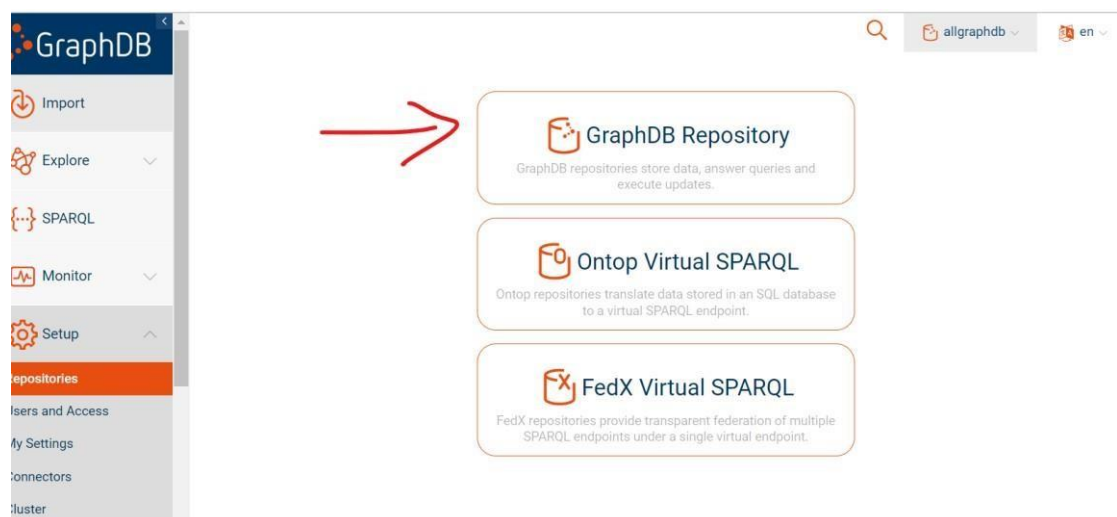 GraphDB
allgraphdb
en
Import
Explore
SPARQL
Monitor
Setup
epositories
sers and Access
y Settings
onnectors
luster
GraphDB Repository
GraphDB repositories store data, answer queries and
execute updates.
Ontop Virtual SPARQL
Ontop repositories translate data stored in an SQL database
to a virtual SPARQL endpoint.
FedX Virtual SPARQL
FedX repositories provide transparent federation of multiple
SPARQL endpoints under a single virtual endpoint.